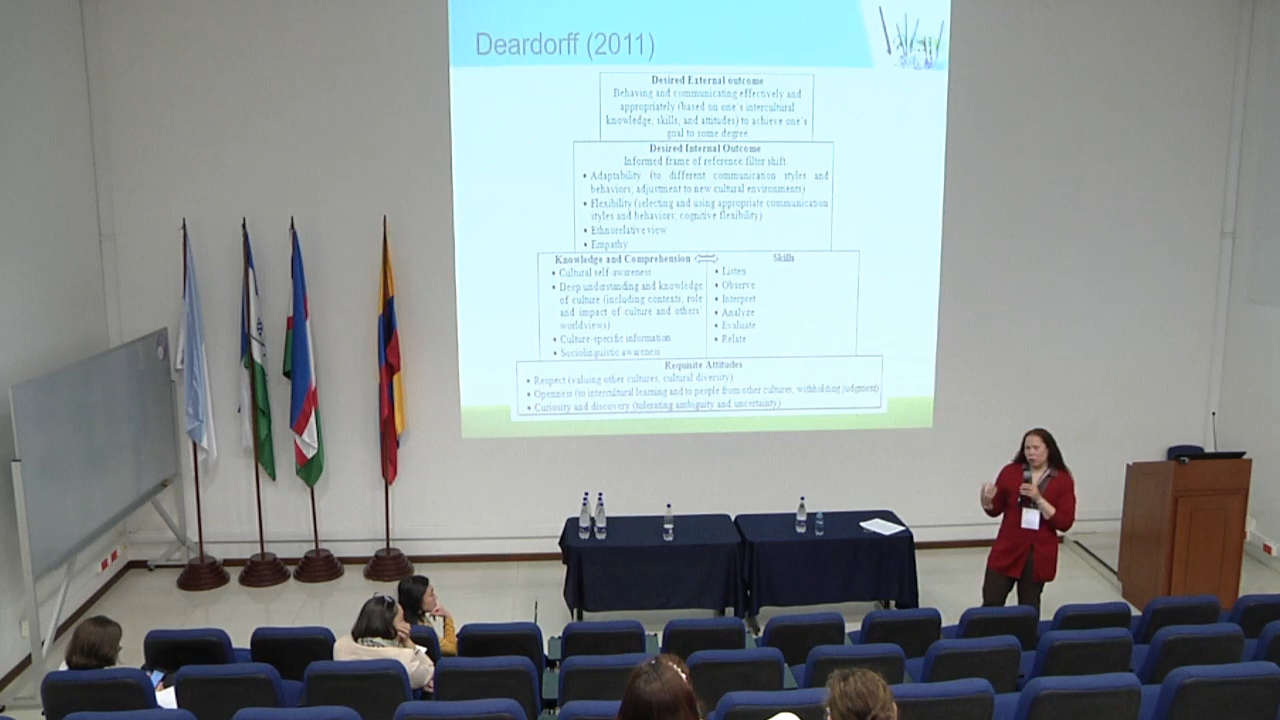 Deardorff (2011)
Desired External outcome
Behaving and communicating effectively and
appropriately (based on one's intercultural
knowledge, skills, and attitudes) to achieve one's
goal to some degree
Desired Internal Outcome
Informed frame of reference filter shift
• Adaptability (to different communication styles and
behaviors; adjustment to new cultural environments)
• Flexibility (selecting and using appropriate communication
styles and behaviors; cognitive flexibility)
• Ethnorelative view
• Empathy
Knowledge and Comprehension
• Cultural self-awareness
• Deep understanding and knowledge
of culture (including contexts, role
and impact of culture and others'
worldviews)
• Culture-specific information
• Sociolinguistic awareness
Skills
• Listen
• Observe
• Interpret
• Analyze
• Evaluate
• Relate
Requisite Attitudes
• Respect (valuing other cultures, cultural diversity)
• Openness (to intercultural learning and to people from other cultures, withholding judgment)
• Curiosity and discovery (tolerating ambiguity and uncertainty)